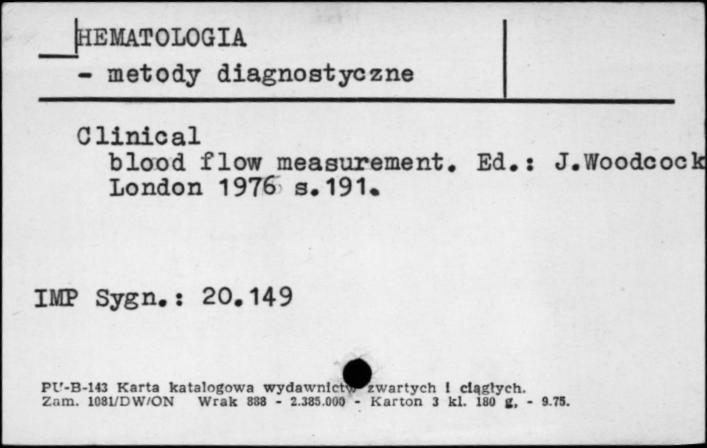 HEMATOLOGIA
- metody diagnostyczne
Clinical
blood flow measurement. Ed.: J.Woodcock
London 1976 s.191.
IMP Sygn.: 20.149
PU-B-143 Karta katalogowa wydawnictw zwartych i ciągłych.
Zam. 1081/DW/ON Wrak 888 - 2.385.000 - Karton 3 kl. 180 g, - 9.75.